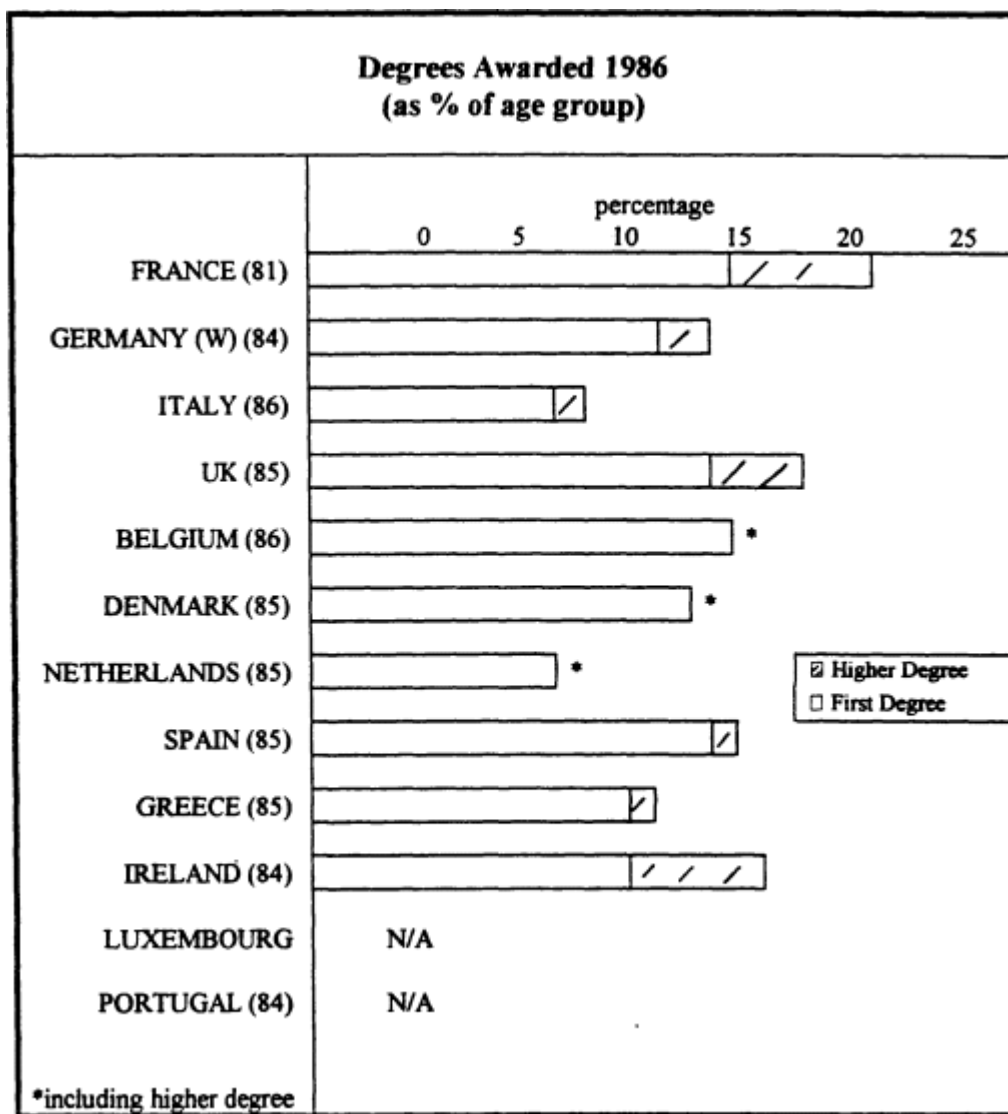 Degrees Awarded 1986
(as % of age group)
percentage
0 5 10 15 20 25
FRANCE (81)
GERMANY (W) (84)
ITALY (86)
UK (85)
BELGIUM (86) *
DENMARK (85) *
NETHERLANDS (85) *
Higher Degree
First Degree
SPAIN (85)
GREECE (85)
IRELAND (84)
LUXEMBOURG N/A
PORTUGAL (84) N/A
*including higher degree